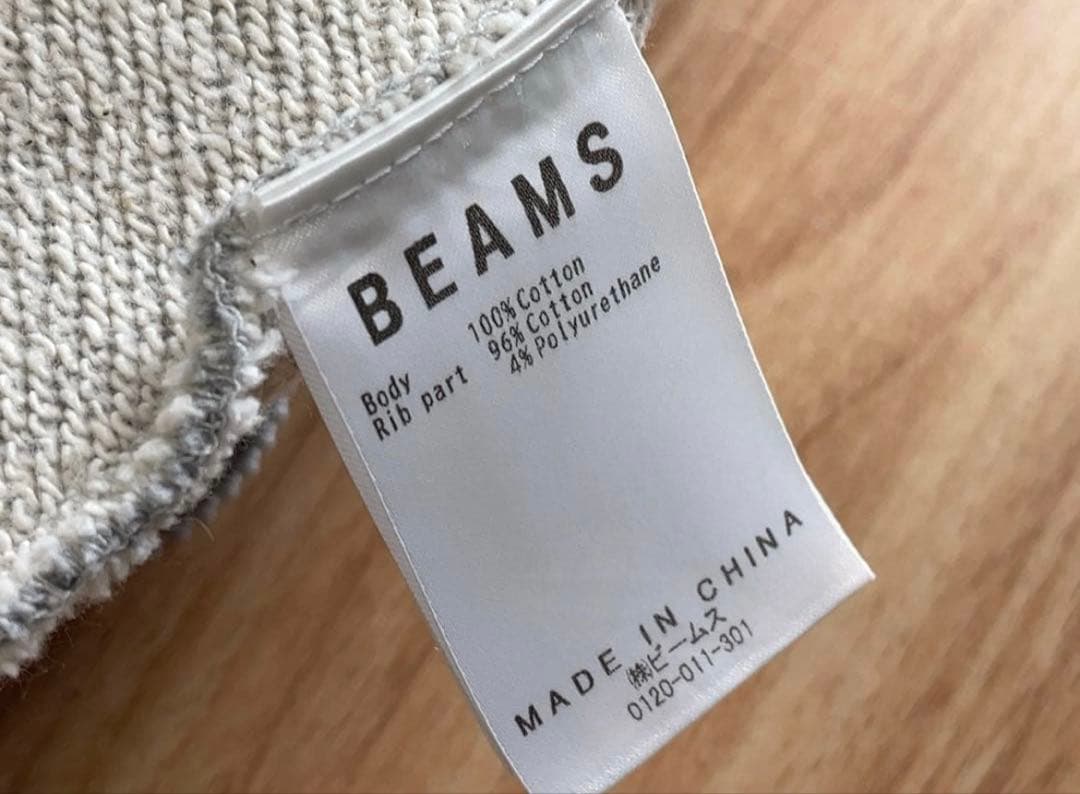 BEAMS
Body 100%Cotton
Rib part 96%Cotton
4%Polyurethane
MADE IN CHINA
㈱ビームス
0120-011-301